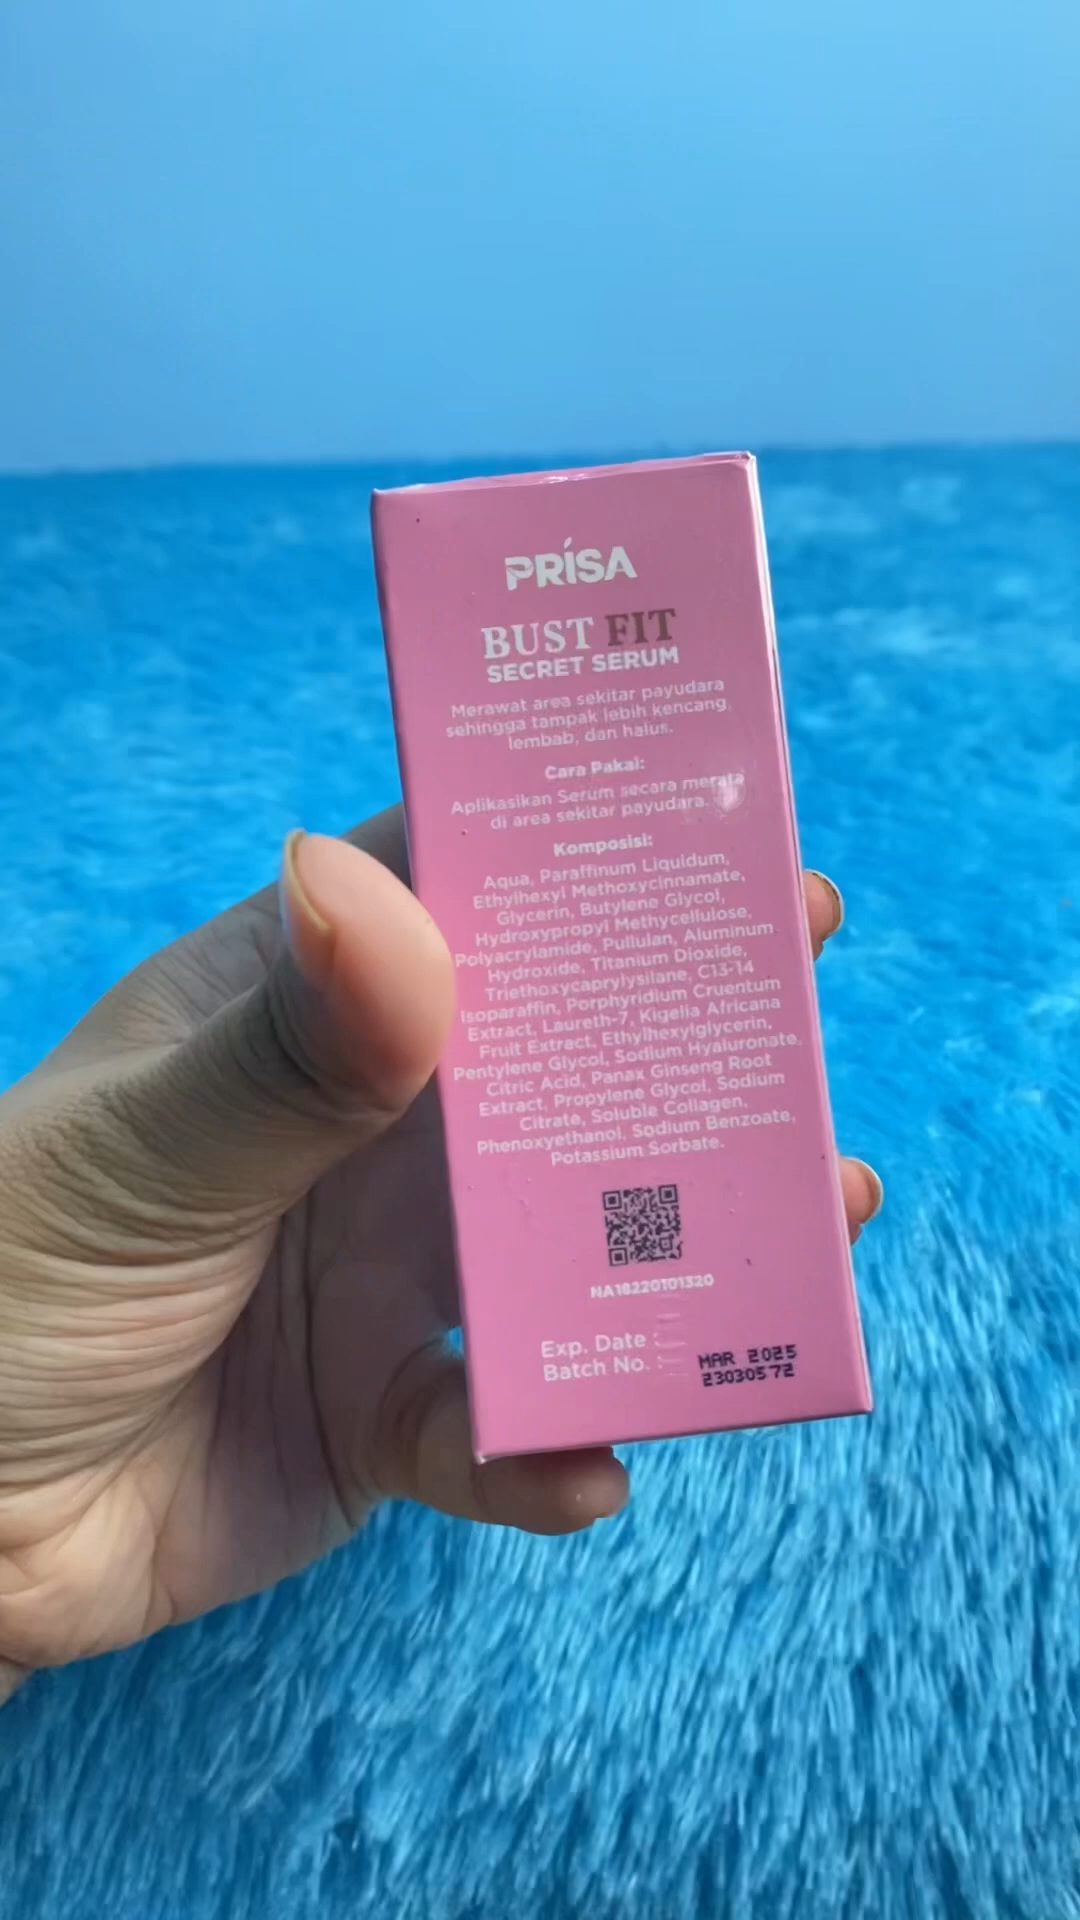 PRISA
BUST FIT
SECRET SERUM
Merawat area sekitar payudara
sehingga tampak lebih kencang,
lembab, dan halus.
Cara Pakai:
Aplikasikan Serum secara merata
di area sekitar payudara.
Komposisi:
Aqua, Paraffinum Liquidum,
Ethylhexyl Methoxycinnamate,
Glycerin, Butylene Glycol,
Hydroxypropyl Methycellulose,
Polyacrylamide, Pullulan, Aluminum
Hydroxide, Titanium Dioxide,
Triethoxycaprylysilane, C13-14
Isoparaffin, Porphyridium Cruentum
Extract, Laureth-7, Kigelia Africana
Fruit Extract, Ethylhexylglycerin,
Pentylene Glycol, Sodium Hyaluronate,
Citric Acid, Panax Ginseng Root
Extract, Propylene Glycol, Sodium
Citrate, Soluble Collagen,
Phenoxyethanol, Sodium Benzoate,
Potassium Sorbate.
NA18220101320
Exp. Date : MAR 2025
Batch No. : 23030572